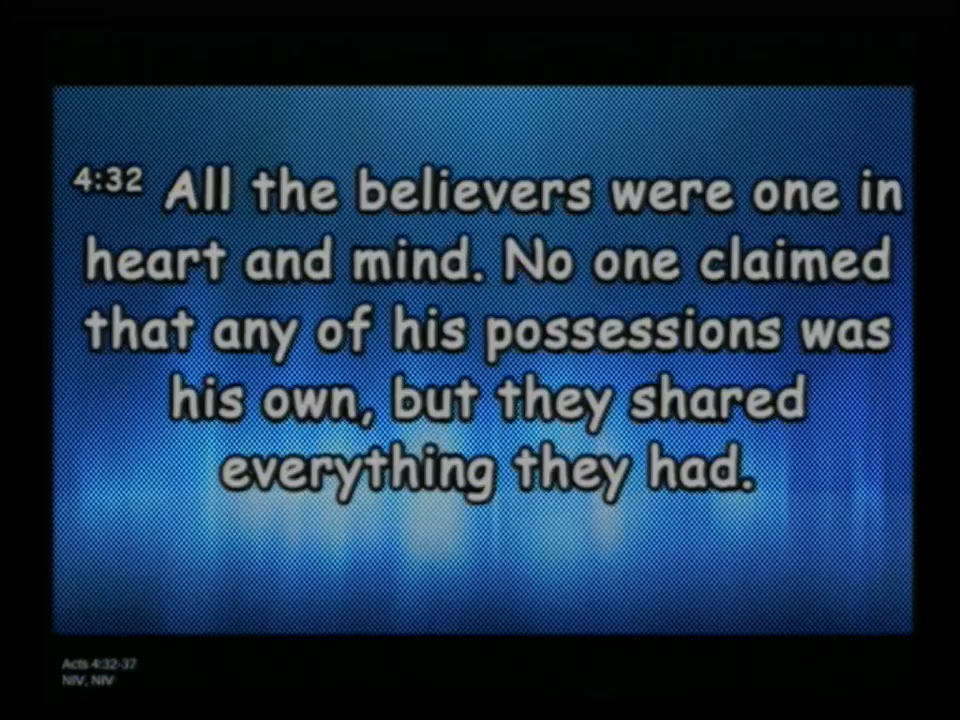 4:32 All the believers were one in
heart and mind. No one claimed
that any of his possessions was
his own, but they shared
everything they had.
Acts 4:32-37
NIV, NIV